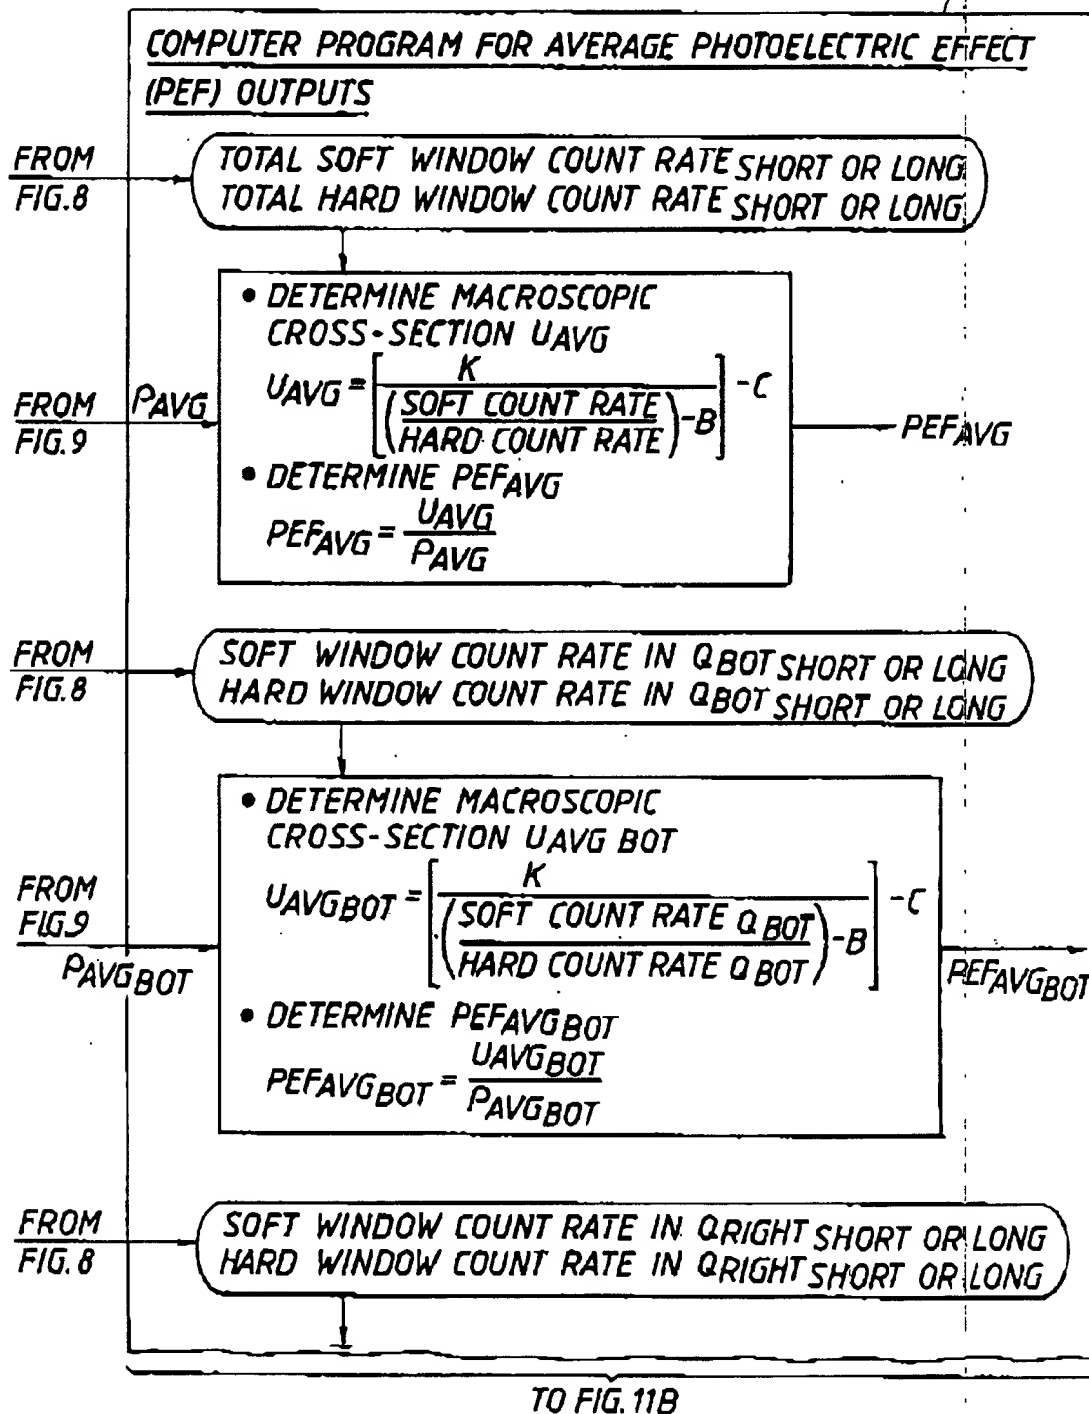 COMPUTER PROGRAM FOR AVERAGE PHOTOELECTRIC EFFECT
(PEF) OUTPUTS
FROM
FIG.8
TOTAL SOFT WINDOW COUNT RATE SHORT OR LONG
TOTAL HARD WINDOW COUNT RATE SHORT OR LONG
• DETERMINE MACROSCOPIC
CROSS-SECTION UAVG
FROM
FIG.9
ρAVG
UAVG = [ K / ((SOFT COUNT RATE / HARD COUNT RATE) -B) ] -C
PEFAVG
• DETERMINE PEFAVG
PEFAVG = UAVG / ρAVG
FROM
FIG.8
SOFT WINDOW COUNT RATE IN QBOT SHORT OR LONG
HARD WINDOW COUNT RATE IN QBOT SHORT OR LONG
• DETERMINE MACROSCOPIC
CROSS-SECTION UAVG BOT
FROM
FIG.9
ρAVGBOT
UAVGBOT = [ K / ((SOFT COUNT RATE QBOT / HARD COUNT RATE QBOT) -B) ] -C
PEFAVGBOT
• DETERMINE PEFAVGBOT
PEFAVGBOT = UAVGBOT / ρAVGBOT
FROM
FIG.8
SOFT WINDOW COUNT RATE IN QRIGHT SHORT OR LONG
HARD WINDOW COUNT RATE IN QRIGHT SHORT OR LONG
TO FIG.11B